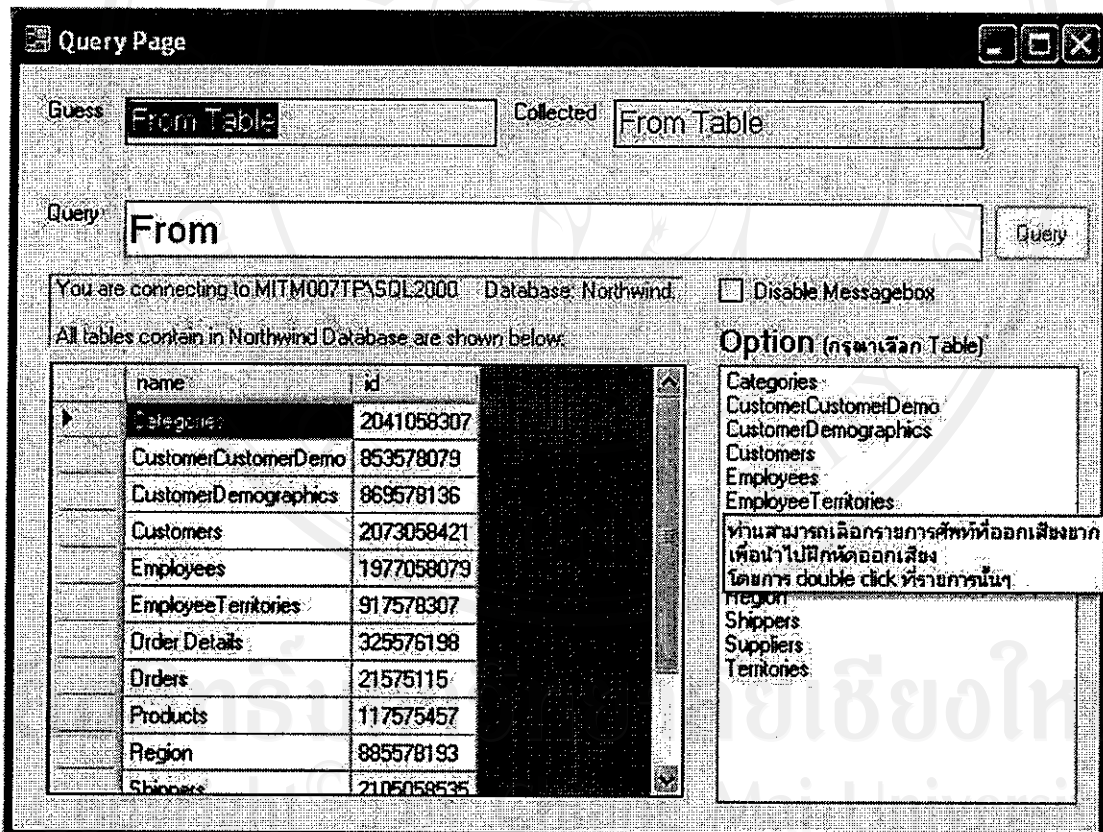 Query Page
Guess From Table Collected From Table
Query From Query
You are connecting to MITM007TP\SQL2000 Database: Northwind.
Disable Messagebox
All tables contain in Northwind Database are shown below:
Option (กรุณาเลือก Table)
name id
Categories 2041058307
CustomerCustomerDemo 853578079
CustomerDemographics 869578136
Customers 2073058421
Employees 1977058079
EmployeeTerritories 917578307
Order Details 325576198
Orders 21575115
Products 117575457
Region 885578193
Shippers 2105058535
Categories
CustomerCustomerDemo
CustomerDemographics
Customers
Employees
EmployeeTerritories
ท่านสามารถเลือกรายการศัพท์ที่ออกเสียงยาก
เพื่อนำไปฝึกหัดออกเสียง
โดยการ double click ที่รายการนั้นๆ
Region
Shippers
Suppliers
Territories